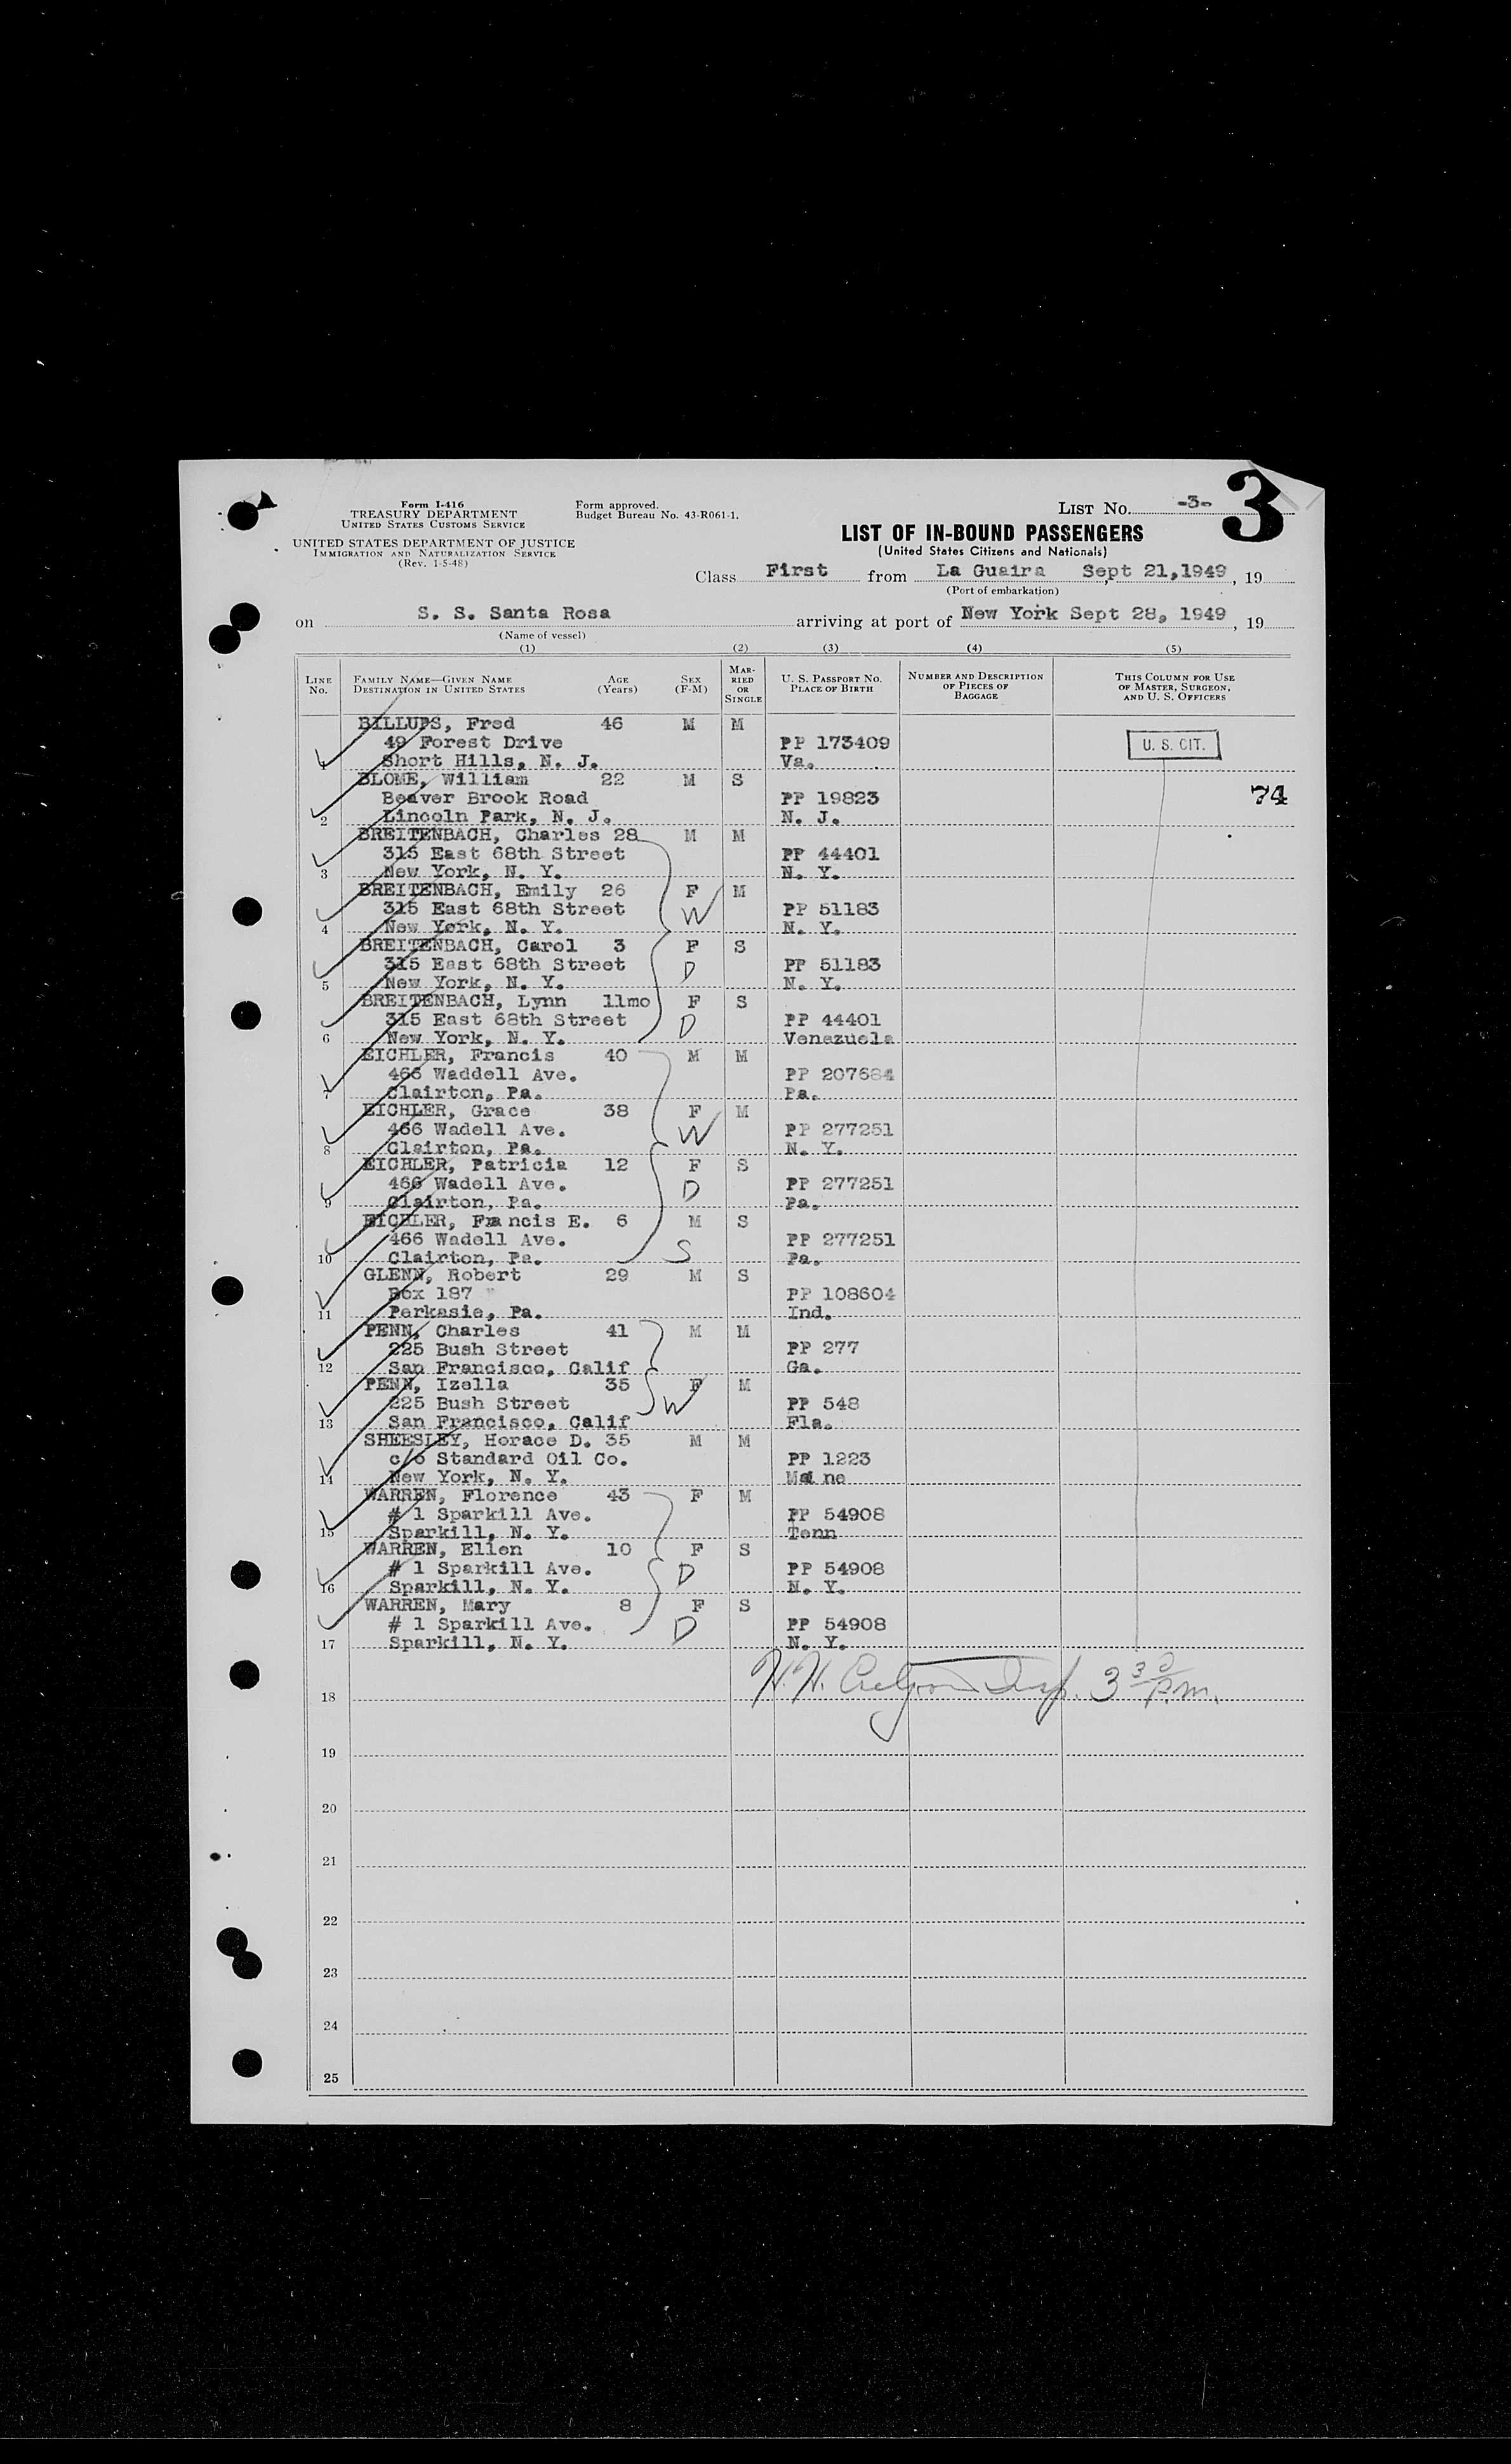 3
Form I-416
TREASURY DEPARTMENT
UNITED STATES CUSTOMS SERVICE
UNITED STATES DEPARTMENT OF JUSTICE
IMMIGRATION AND NATURALIZATION SERVICE
(Rev. 1-5-48)
Form approved.
Budget Bureau No. 43-R061-1.
LIST No. -3-
LIST OF IN-BOUND PASSENGERS
(United States Citizens and Nationals)
Class First from La Guaira Sept 21,1949, 19
(Port of embarkation)
on S. S. Santa Rosa arriving at port of New York Sept 28, 1949, 19
(Name of vessel)
(1) (2) (3) (4) (5)
LINE No. FAMILY NAME—GIVEN NAME DESTINATION IN UNITED STATES AGE (Years) SEX (F-M) MARRIED OR SINGLE U. S. PASSPORT NO. PLACE OF BIRTH NUMBER AND DESCRIPTION OF PIECES OF BAGGAGE THIS COLUMN FOR USE OF MASTER, SURGEON, AND U. S. OFFICERS
BILLUPS, Fred 46 M M
49 Forest Drive PP 173409 U. S. CIT.
1 Short Hills, N. J. Va.
BLOME, William 22 M S
Beaver Brook Road PP 19823 74
2 Lincoln Park, N. J. N. J.
BREITENBACH, Charles 28 M M
315 East 68th Street PP 44401
3 New York, N. Y. N. Y.
BREITENBACH, Emily 26 F M
315 East 68th Street W PP 51183
4 New York, N. Y. N. Y.
BREITENBACH, Carol 3 F S
315 East 68th Street D PP 51183
5 New York, N. Y. N. Y.
BREITENBACH, Lynn 11mo F S
315 East 68th Street D PP 44401
6 New York, N. Y. Venezuela
EICHLER, Francis 40 M M
466 Waddell Ave. PP 207684
7 Clairton, Pa. Pa.
EICHLER, Grace 38 F M
466 Wadell Ave. W PP 277251
8 Clairton, Pa. N. Y.
EICHLER, Patricia 12 F S
466 Wadell Ave. D PP 277251
9 Clairton, Pa. Pa.
EICHLER, Francis E. 6 M S
466 Wadell Ave. S PP 277251
10 Clairton, Pa. Pa.
GLENN, Robert 29 M S
Box 187 PP 108604
11 Perkasie, Pa. Ind.
PENN, Charles 41 M M
225 Bush Street PP 277
12 San Francisco, Calif Ga.
PENN, Izella 35 F M
225 Bush Street W PP 548
13 San Francisco, Calif Fla.
SHEESLEY, Horace D. 35 M M
c/o Standard Oil Co. PP 1223
14 New York, N. Y. Maine
WARREN, Florence 43 F M
# 1 Sparkill Ave. PP 54908
15 Sparkill, N. Y. Tenn
WARREN, Ellen 10 F S
# 1 Sparkill Ave. D PP 54908
16 Sparkill, N. Y. N. Y.
WARREN, Mary 8 F S
# 1 Sparkill Ave. D PP 54908
17 Sparkill, N. Y. N. Y.
18 Insp. 3 30 P.m.
19
20
21
22
23
24
25